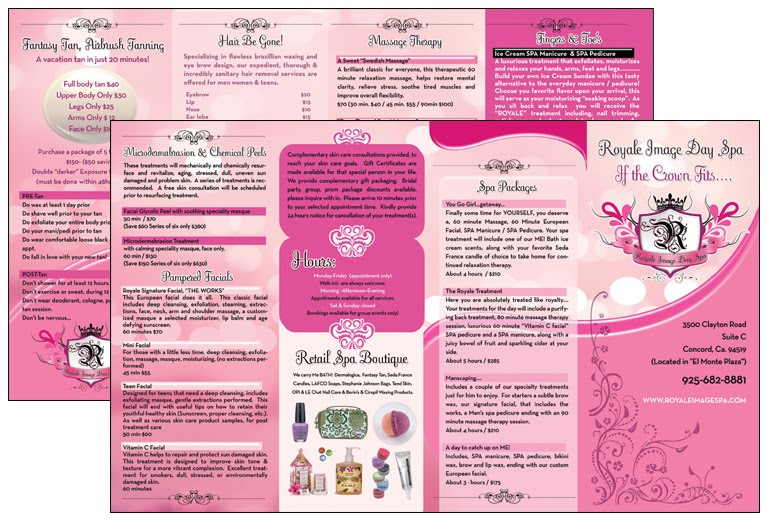 Fantasy Tan, Airbrush Tanning
A vacation tan in just 20 minutes!
Full body tan $40
Upper Body Only $30
Legs Only $25
Arms Only
Face Only
Purchase a package of 5
$150- ($50 savin
Double "darker" Exposure
(must be done within 48h
PRE-Tan
Do wax at least 1 day prior
Do shave well prior to your tan
Do exfoliate your entire body prio
Do your mani/pedi prior to tan
Do wear comfortable loose black
appt.
Do fall in love with your new tan!
POST-Tan
Don't shower for at least 12 hours.
Don't exercise or sweat, during 12
Don't wear deodorant, cologne, p
tan session.
Don't be nervous...
Royale Image Day
Hair Be Gone!
Specializing in flawless brazillian waxing and
eye brow design, our expedient, thorough &
incredibly sanitary hair removal services are
offered for men women & teens.
Eyebrow $20
Lip $15
Nose $10
Ear lobe $15
Massage Therapy
A Sweet "Swedish Massage"
A brilliant classic for everyone, this therapeutic 60
minute relaxation massage, helps restore mental
clarity, relieve stress, soothe tired muscles and
improve overall flexibility.
$70 (30 min. $40 / 45 min. $55 / 90min $100)
Fingers & Toe's
Ice Cream SPA Manicure & SPA Pedicure
A luxurious treatment that exfoliates, moisturizes
and relaxes your hands, arms, feet and legs........
Build your own Ice Cream Sundae with this tasty
alternative to the everyday manicure / pedicure!
Choose you favorite flavor upon your arrival, this
will serve as your moisturizing "soaking scoop". As
you sit back and relax you will receive the
"ROYALE" treatment including, nail trimming,
Microdermabrasion & Chemical Peels
These treatments will mechanically and chemically resur-
face and revitalize, aging, stressed, dull, uneven sun
damaged and problem skin. A series of treatments is rec-
ommended. A free skin consultation will be scheduled
prior to resurfacing treatment.
Facial Glycolic Peel with soothing specialty masque
30 min / $70
(Save $60 Series of six only $360)
Microdermabrasion Treatment
with calming specialty masque, face only.
60 min / $130
(Save $150 Series of six only $630)
Pampered Facials
Royale Signature Facial, "THE WORKS"
This European facial does it all. This classic facial
includes deep cleansing, exfoliation, steaming, extrac-
tions, face, neck, arm and shoulder massage, a custom-
ized masque a selected moisturizer, lip balm and age
defying sunscreen.
60 minutes $70
Mini Facial
For those with a little less time. deep cleansing, exfolia-
tion, massage, masque, moisturizing, (no extractions per-
formed)
45 min $55
Teen Facial
Designed for teens that need a deep cleansing, includes
exfoliating masque, gentle extractions performed. This
facial will end with useful tips on how to retain their
youthful healthy skin (Sunscreen, proper cleansing, etc.).
As well as various skin care product samples, for post
treatment care
50 min $60
Vitamin C Facial
Vitamin C helps to repair and protect sun damaged skin.
This treatment is designed to improve skin tone &
texture for a more vibrant complexion. Excellent treat-
ment for smokers, dull, stressed, or environmentally
damaged skin.
60 minutes
Complementary skin care consultations provided, to
reach your skin care goals. Gift Certificates are
made available for that special person in your life.
We provide complementary gift packaging. Bridal
party, group, prom package discounts available,
please inquire with in. Please arrive 10 minutes prior
to your selected appointment time. Kindly provide
24 hours notice for cancellation of your treatment(s).
Hours:
Monday-Friday (appointment only)
Walk in's are always welcome.
Morning -Afternoon-Evening
Appointments available for all services.
Sat & Sunday closed
(bookings available for group events only)
Retail Spa Boutique
We carry Me BATH!, Dermalogica, Fantasy Tan, Seda France
Candles, LAFCO Soaps, Stephanie Johnson Bags, Tend Skin,
OPI & LE Chat Nail Care & Berin's & Cirepil Waxing Products.
Spa Packages
You Go Girl...getaway...
Finally some time for YOURSELF, you deserve
a, 60 minute Massage, 60 Minute European
Facial, SPA Manicure / SPA Pedicure. Your spa
treatment will include one of our ME! Bath ice
cream scents, along with your favorite Seda
France candle of choice to take home for con-
tinued relaxation therapy.
About 4 hours / $210
The Royale Treatment
Here you are absolutely treated like royalty....
Your treatments for the day will include a purify-
ing back treatment, 80 minute massage therapy
session, luxurious 60 minute "Vitamin C facial"
SPA pedicure and a SPA manicure, along with a
juicy bowl of fruit and sparkling cider at your
side.
About 5 hours / $285
Manscaping....
Includes a couple of our specialty treatments
just for him to enjoy. For starters a subtle brow
wax, our signature facial, that includes the
works, a Men's spa pedicure ending with an 90
minute massage therapy session.
About 4 hours / $210
A day to catch up on ME!
Includes, SPA manicure, SPA pedicure, bikini
wax, brow and lip wax, ending with our custom
European facial.
About 3 - hours / $175
Royale Image Day Spa
If the Crown Fits....
R
Royale Image Day Spa
3500 Clayton Road
Suite C
Concord, Ca. 94519
(Located in "El Monte Plaza")
925-682-8881
WWW.ROYALEIMAGESPA.COM